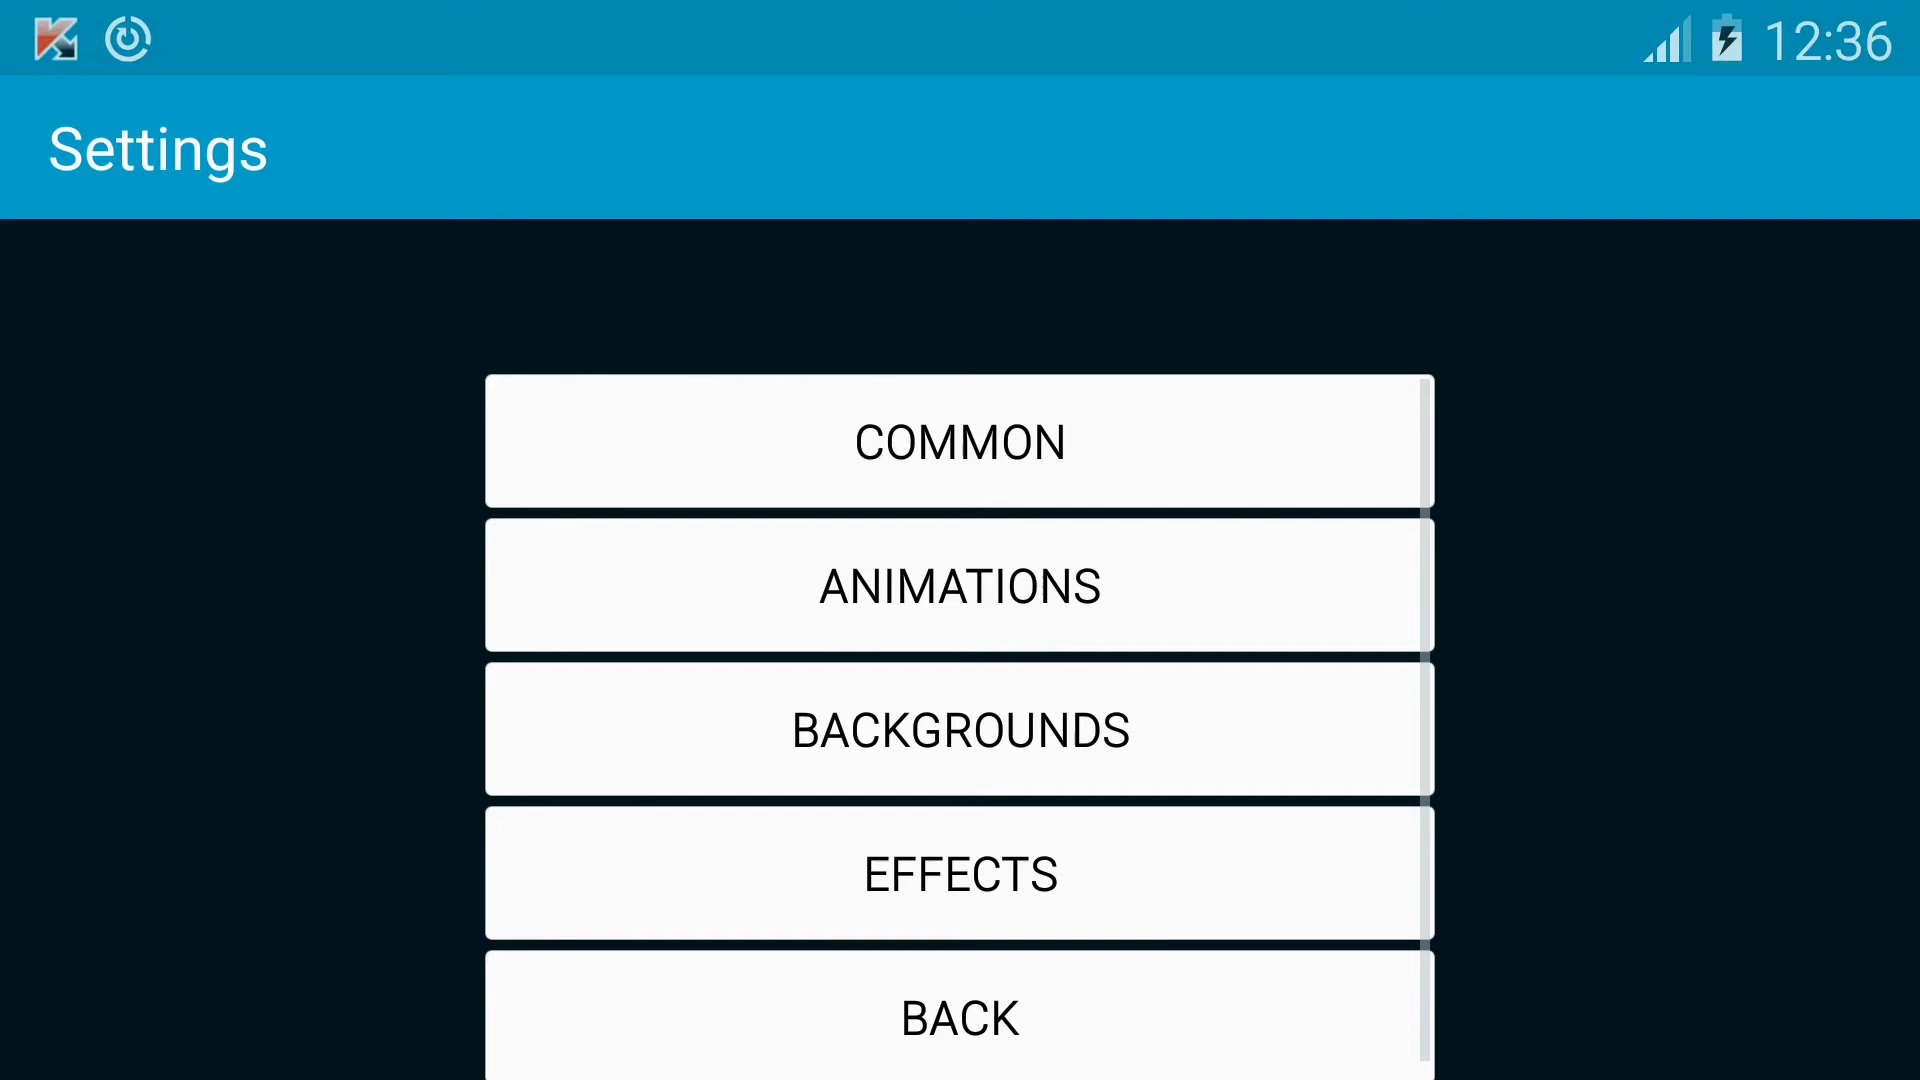 12:36
Settings
COMMON
ANIMATIONS
BACKGROUNDS
EFFECTS
BACK